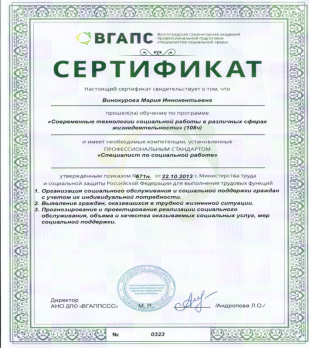 ВГАПС
Волгоградская гуманитарная академия
профессиональной подготовки
специалистов социальной сферы
СЕРТИФИКАТ
Настоящий сертификат свидетельствует о том, что
Винокурова Мария Иннокентьевна
прошел(ла) обучение по программе
«Современные технологии социальной работы в различных сферах
жизнедеятельности» (108ч)
и имеет необходимые компетенции, установленные
ПРОФЕССИОНАЛЬНЫМ СТАНДАРТОМ
«Специалист по социальной работе»
утверждённым приказом №671н, от 22.10.2013 г. Министерства труда
и социальной защиты Российской Федерации для выполнения трудовых функций
1. Организация социального обслуживания и социальной поддержки граждан
с учетом их индивидуальной потребности.
2. Выявление граждан, оказавшихся в трудной жизненной ситуации.
3. Прогнозирование и проектирование реализации социального
обслуживания, объема и качества оказываемых социальных услуг, мер
социальной поддержки.
Директор
АНО ДПО «ВГАППССС»
М. П.
/Андропова Л.О./
№ 0323